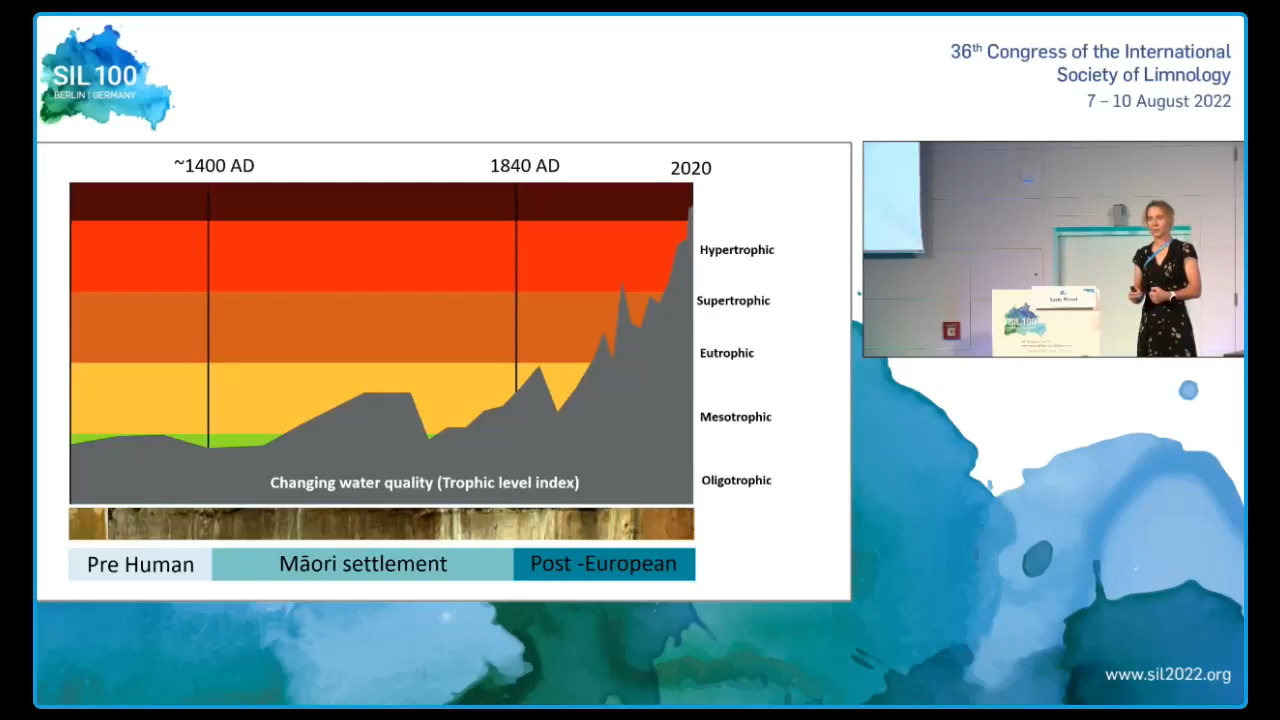 SIL 100
BERLIN | GERMANY
36th Congress of the International
Society of Limnology
7 – 10 August 2022
~1400 AD
1840 AD
2020
Hypertrophic
Supertrophic
Eutrophic
Mesotrophic
Oligotrophic
Changing water quality (Trophic level index)
Pre Human
Māori settlement
Post -European
SIL 100
www.sil2022.org